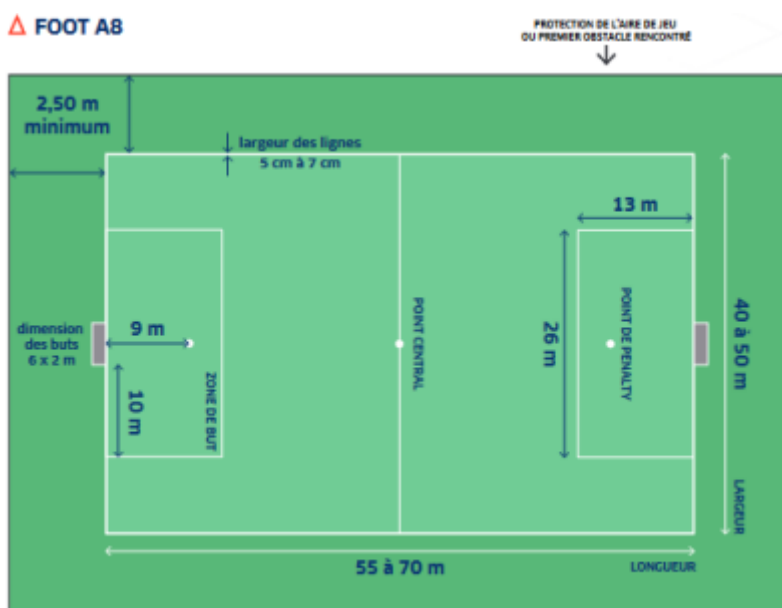 FOOT A8
PROTECTION DE L'AIRE DE JEU
OU PREMIER OBSTACLE RENCONTRÉ
2,50 m
minimum
largeur des lignes
5 cm à 7 cm
13 m
dimension
des buts
6 x 2 m
9 m
10 m
ZONE DE BUT
POINT CENTRAL
26 m
POINT DE PENALTY
40 à 50 m
LARGEUR
55 à 70 m
LONGUEUR